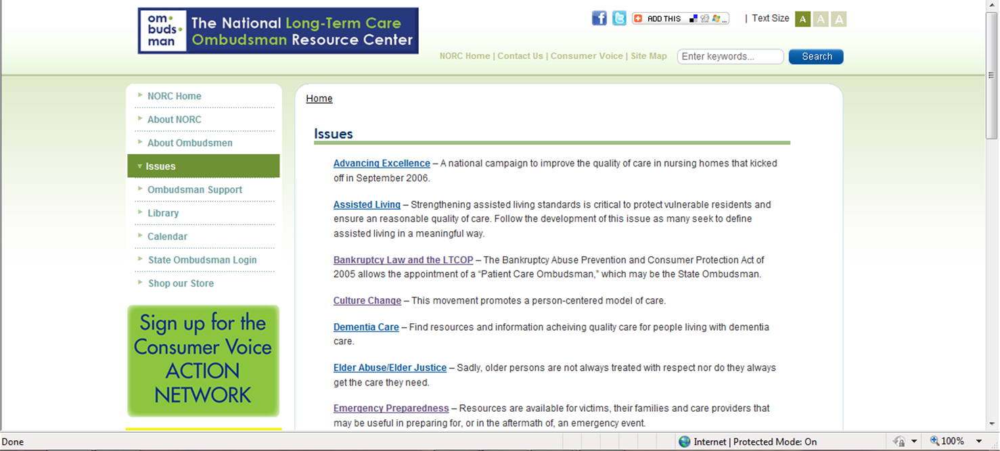 om•
buds•
man
The National Long-Term Care
Ombudsman Resource Center
ADD THIS ...
| Text Size A A A
NORC Home | Contact Us | Consumer Voice | Site Map Enter keywords... Search
NORC Home
About NORC
About Ombudsmen
Issues
Ombudsman Support
Library
Calendar
State Ombudsman Login
Shop our Store
Sign up for the
Consumer Voice
ACTION
NETWORK
Home
Issues
Advancing Excellence – A national campaign to improve the quality of care in nursing homes that kicked
off in September 2006.
Assisted Living – Strengthening assisted living standards is critical to protect vulnerable residents and
ensure an reasonable quality of care. Follow the development of this issue as many seek to define
assisted living in a meaningful way.
Bankruptcy Law and the LTCOP – The Bankruptcy Abuse Prevention and Consumer Protection Act of
2005 allows the appointment of a “Patient Care Ombudsman,” which may be the State Ombudsman.
Culture Change – This movement promotes a person-centered model of care.
Dementia Care – Find resources and information acheiving quality care for people living with dementia
care.
Elder Abuse/Elder Justice – Sadly, older persons are not always treated with respect nor do they always
get the care they need.
Emergency Preparedness – Resources are available for victims, their families and care providers that
may be useful in preparing for, or in the aftermath of, an emergency event.
Done Internet | Protected Mode: On 100%